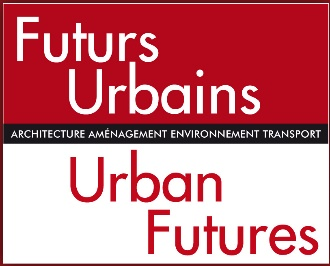 Futurs
Urbains
ARCHITECTURE AMÉNAGEMENT ENVIRONNEMENT TRANSPORT
Urban
Futures